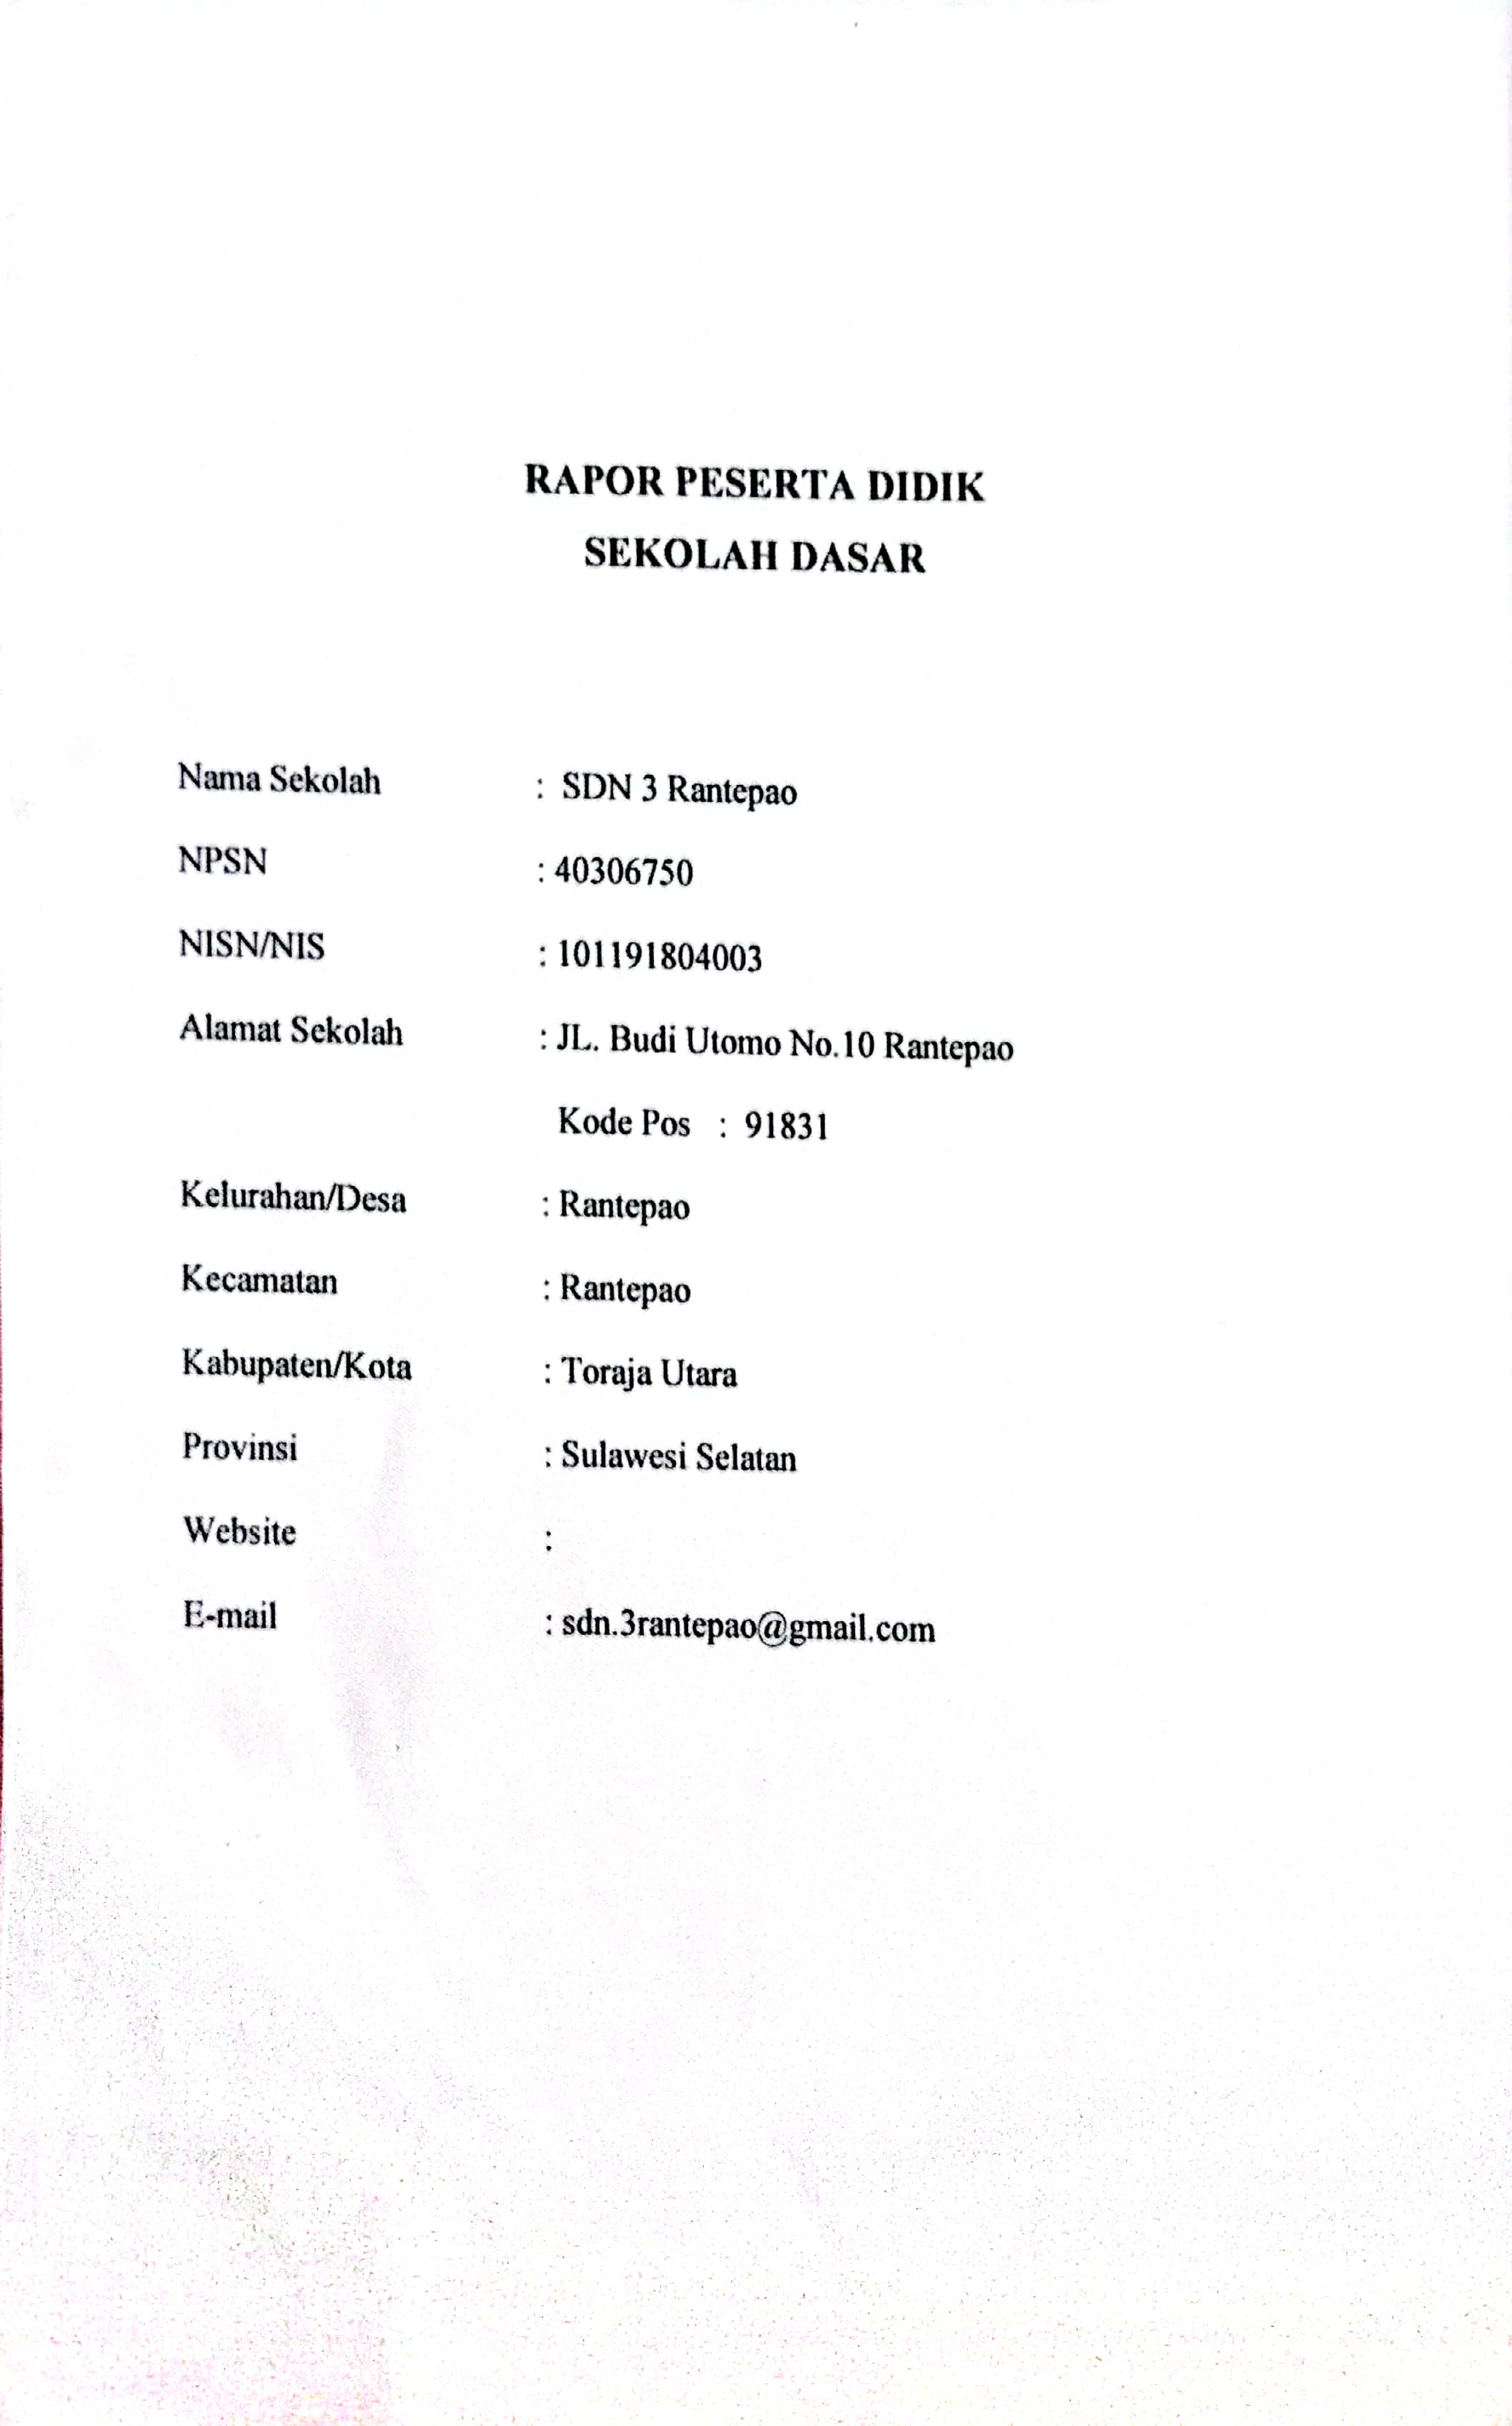 RAPOR PESERTA DIDIK
SEKOLAH DASAR
Nama Sekolah : SDN 3 Rantepao
NPSN : 40306750
NISN/NIS : 101191804003
Alamat Sekolah : JL. Budi Utomo No.10 Rantepao
Kode Pos : 91831
Kelurahan/Desa : Rantepao
Kecamatan : Rantepao
Kabupaten/Kota : Toraja Utara
Provinsi : Sulawesi Selatan
Website :
E-mail : sdn.3rantepao@gmail.com